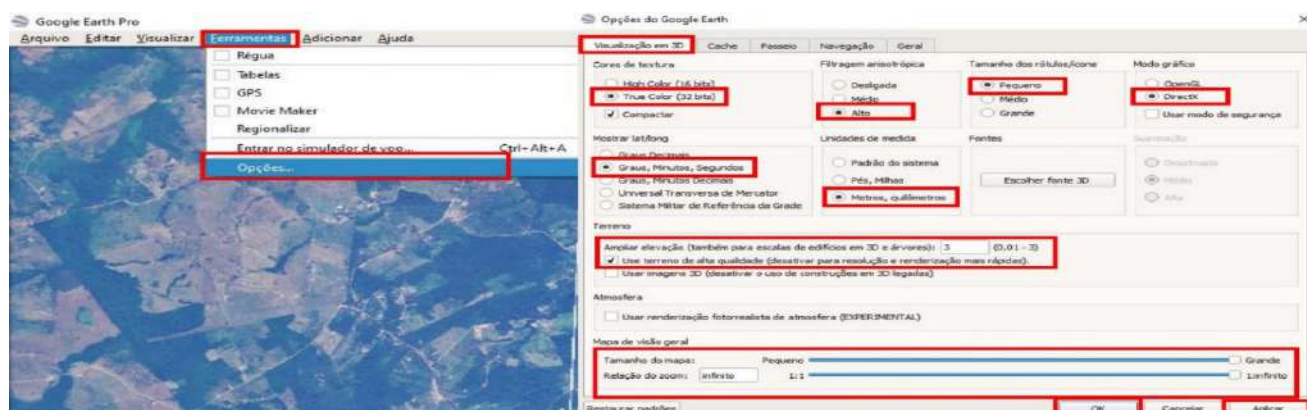 Google Earth Pro
Arquivo Editar Visualizar Ferramentas Adicionar Ajuda
Régua
Tabelas
GPS
Movie Maker
Regionalizar
Entrar no simulador de voo... Ctrl+Alt+A
Opções...
Opções do Google Earth
Visualização em 3D Cache Passeio Navegação Geral
Cores de textura Filtragem anisotrópica Tamanho dos rótulos/ícone Modo gráfico
High Color (16 bits) Desligada Pequeno OpenGL
True Color (32 bits) Médio Médio DirectX
Compactar Alto Grande Usar modo de segurança
Mostrar lat/long Unidades de medida Fontes
Graus Decimais
Graus, Minutos, Segundos Padrão do sistema
Graus, Minutos Decimais Pés, Milhas Escolher fonte 3D Média
Universal Transversa de Mercator Metros, quilômetros Alta
Sistema Militar de Referência da Grade
Terreno
Ampliar elevação (também para escalas de edifícios em 3D e árvores): 3 (0,01 - 3)
Use terreno de alta qualidade (desativar para resolução e renderização mais rápidas).
Usar imagens 3D (desativar o uso de construções em 3D legadas)
Atmosfera
Usar renderização fotorrealista de atmosfera (EXPERIMENTAL)
Mapa de visão geral
Tamanho do mapa: Pequeno Grande
Relação do zoom: infinito 1:1 1:infinito
Restaurar padrões OK Cancelar Aplicar